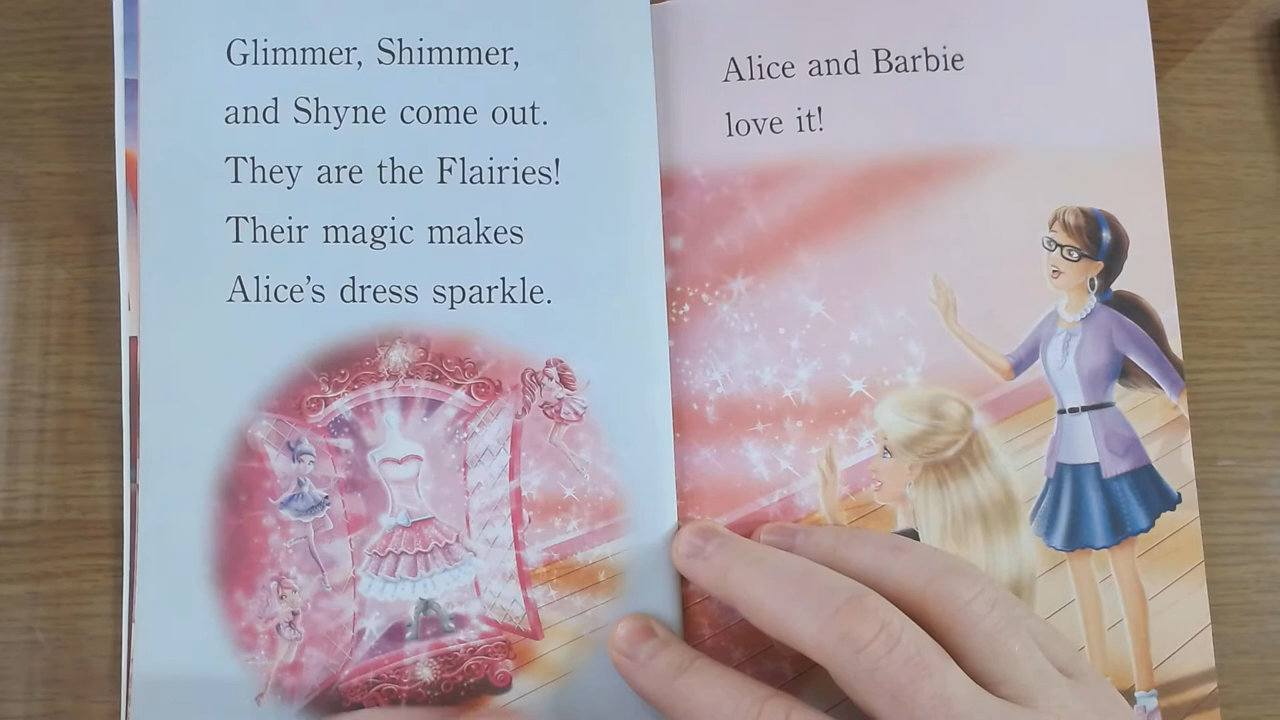 Glimmer, Shimmer,
and Shyne come out.
They are the Flairies!
Their magic makes
Alice's dress sparkle.
Alice and Barbie
love it!